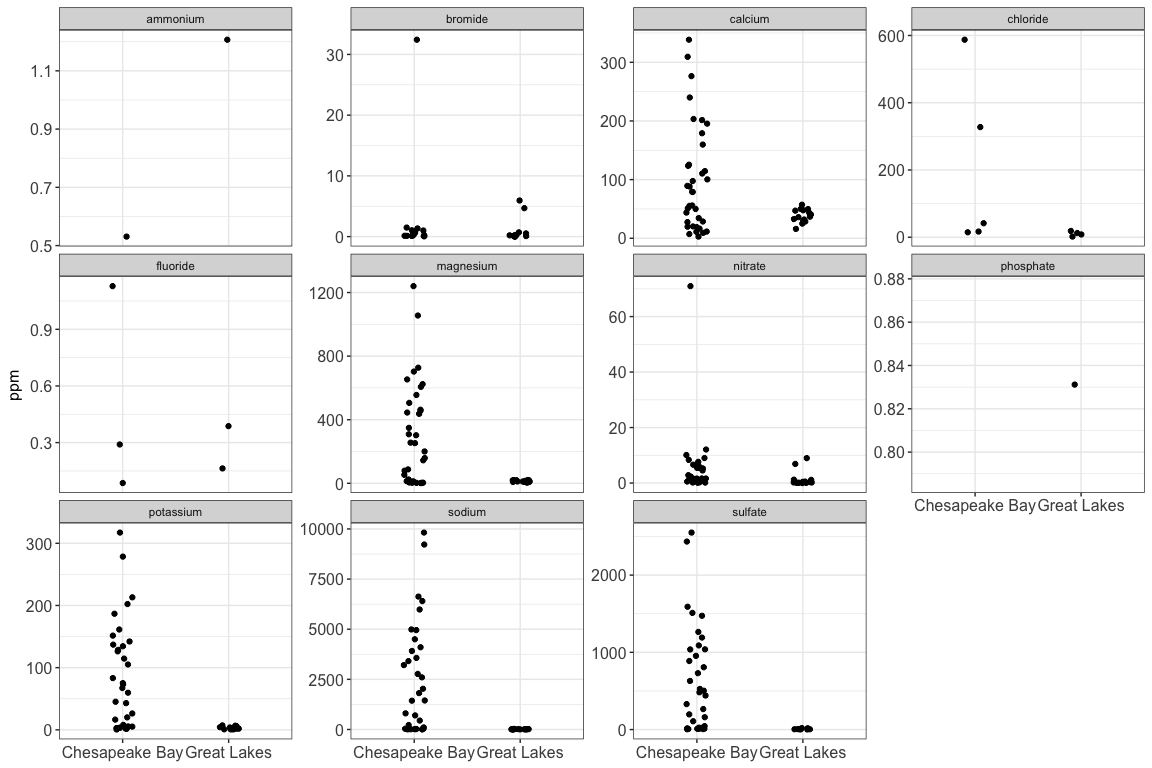 ammonium
bromide
calcium
chloride
1.1
0.9
0.7
0.5
30
20
10
0
300
200
100
0
600
400
200
0
fluoride
magnesium
nitrate
phosphate
ppm
0.9
0.6
0.3
1200
800
400
0
60
40
20
0
0.88
0.86
0.84
0.82
0.80
Chesapeake Bay Great Lakes
potassium
sodium
sulfate
300
200
100
0
10000
7500
5000
2500
0
2000
1000
0
Chesapeake Bay Great Lakes
Chesapeake Bay Great Lakes
Chesapeake Bay Great Lakes